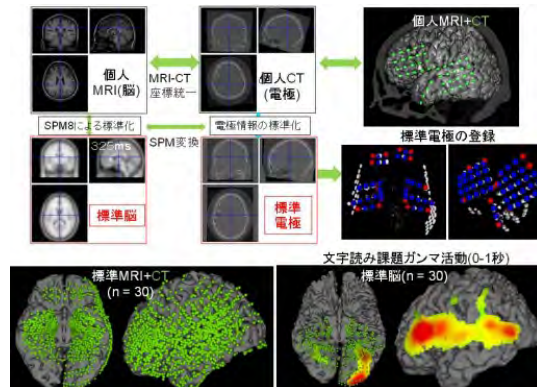 個人
MRI(脳)
MRI-CT
座標統一
個人CT
(電極)
個人MRI+CT
SPM8による標準化
SPM変換
電極情報の標準化
325ms
標準脳
標準
電極
標準電極の登録
標準MRI+CT
(n = 30)
文字読み課題ガンマ活動(0-1秒)
標準脳(n = 30)